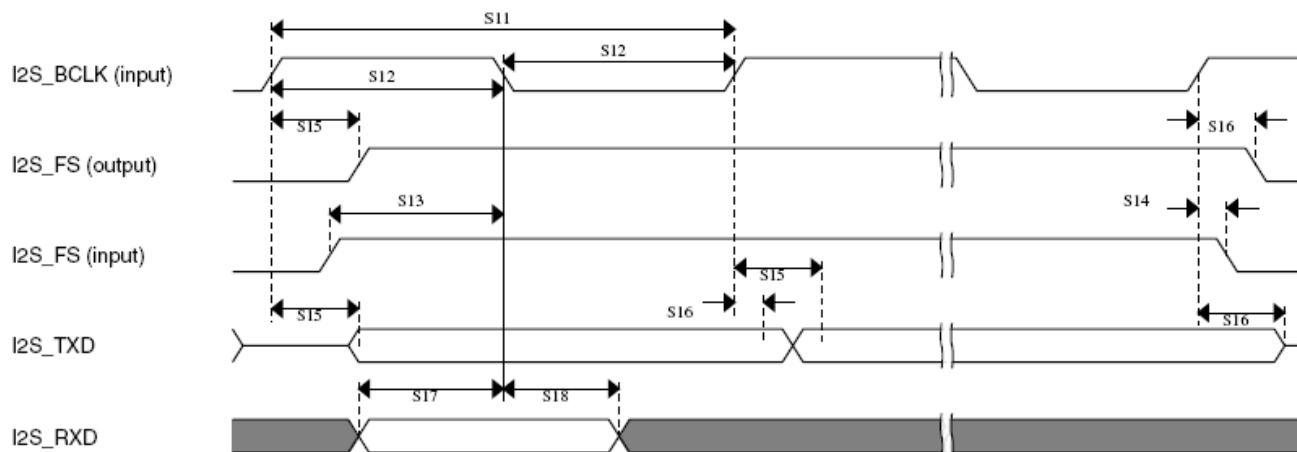 S11
S12
I2S_BCLK (input)
S12
S15
S16
I2S_FS (output)
S13
S14
I2S_FS (input)
S15
S15
S16
S16
I2S_TXD
S17
S18
I2S_RXD